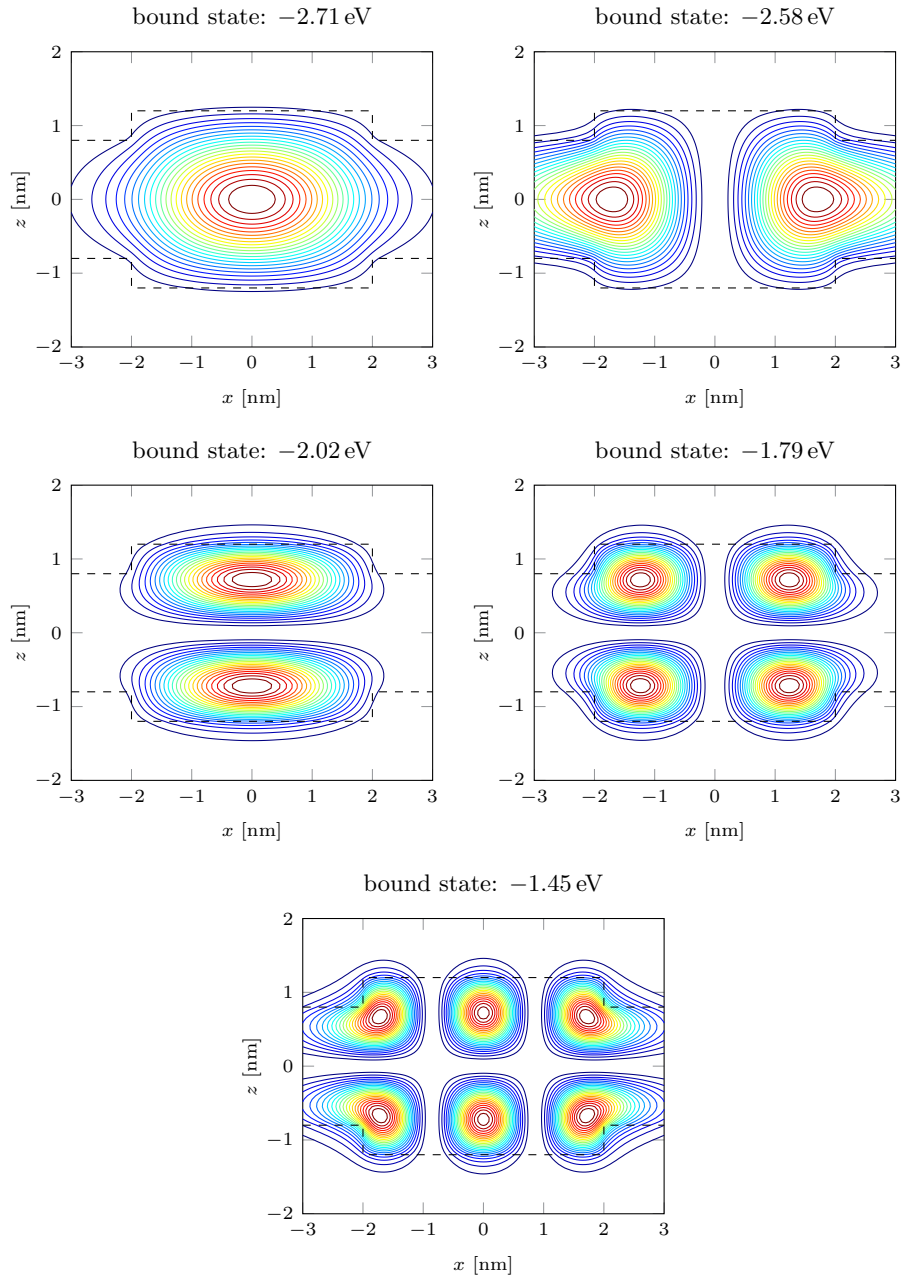 bound state: −2.71 eV
2
1
0
−1
−2
z [nm]
−3 −2 −1 0 1 2 3
x [nm]
bound state: −2.58 eV
2
1
0
−1
−2
z [nm]
−3 −2 −1 0 1 2 3
x [nm]
bound state: −2.02 eV
2
1
0
−1
−2
z [nm]
−3 −2 −1 0 1 2 3
x [nm]
bound state: −1.79 eV
2
1
0
−1
−2
z [nm]
−3 −2 −1 0 1 2 3
x [nm]
bound state: −1.45 eV
2
1
0
−1
−2
z [nm]
−3 −2 −1 0 1 2 3
x [nm]